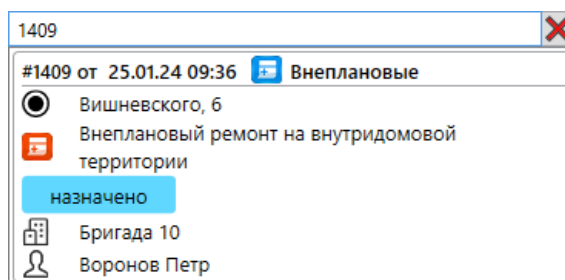 1409
#1409 от 25.01.24 09:36 Внеплановые
Вишневского, 6
Внеплановый ремонт на внутридомовой
территории
назначено
Бригада 10
Воронов Петр